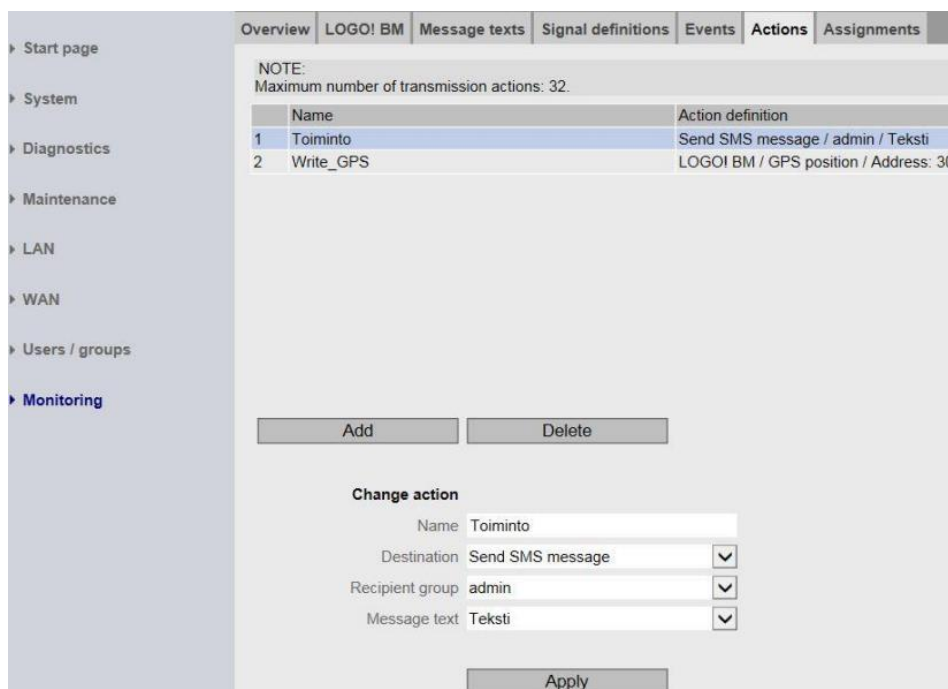 Overview LOGO! BM Message texts Signal definitions Events Actions Assignments
Start page
System
Diagnostics
Maintenance
LAN
WAN
Users / groups
Monitoring
NOTE:
Maximum number of transmission actions: 32.
Name Action definition
1 Toiminto Send SMS message / admin / Teksti
2 Write_GPS LOGO! BM / GPS position / Address: 30
Add Delete
Change action
Name Toiminto
Destination Send SMS message
Recipient group admin
Message text Teksti
Apply